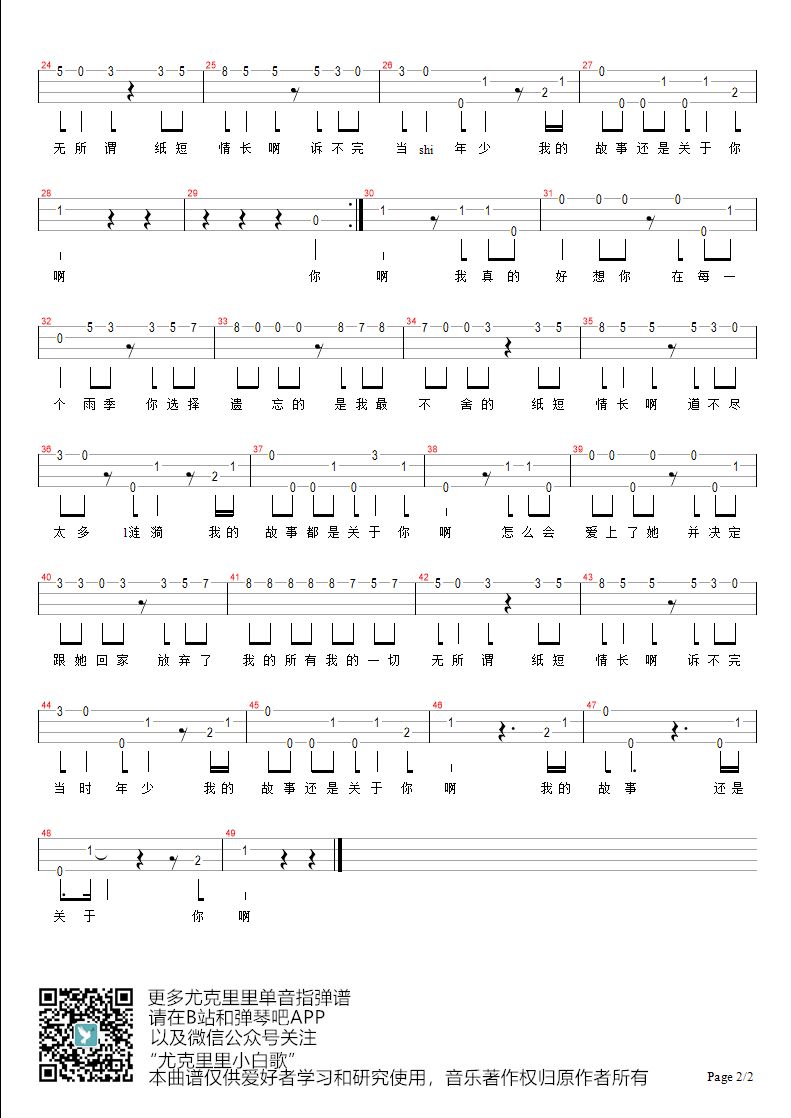 24 25 26 27
5 0 3 3 5 8 5 5 5 3 0 3 0 0 1 2 1 0 0 0 1 0 1 2
无所谓 纸短 情长啊 诉不完 当shi 年少 我的 故事还是关于你
28 29 30 31
1 0 1 1 1 0 0 0 0 0 0 1
啊 你 啊 我真的 好想你 在每一
32 33 34 35
0 5 3 3 5 7 8 0 0 0 8 7 8 7 0 0 3 3 5 8 5 5 5 3 0
个雨季 你选择 遗忘的 是我最 不舍的 纸短 情长啊 道不尽
36 37 38 39
3 0 0 1 2 1 0 0 0 1 0 3 1 0 1 1 0 0 0 0 0 0 0 1
太多 1涟漪 我的 故事都是关于你 啊 怎么会 爱上了她 并决定
40 41 42 43
3 3 0 3 3 5 7 8 8 8 8 8 7 5 7 5 0 3 3 5 8 5 5 5 3 0
跟她回家 放弃了 我的所有我的一切 无所谓 纸短 情长啊 诉不完
44 45 46 47
3 0 0 1 2 1 0 0 0 1 0 1 2 1 2 1 0 0 0 1
当时年少 我的 故事还是关于你 啊 我的 故事 还是
48 49
0 1 2 1
关于 你 啊
更多尤克里里单音指弹谱
请在B站和弹琴吧APP
以及微信公众号关注
“尤克里里小白歌”
本曲谱仅供爱好者学习和研究使用，音乐著作权归原作者所有
Page 2/2